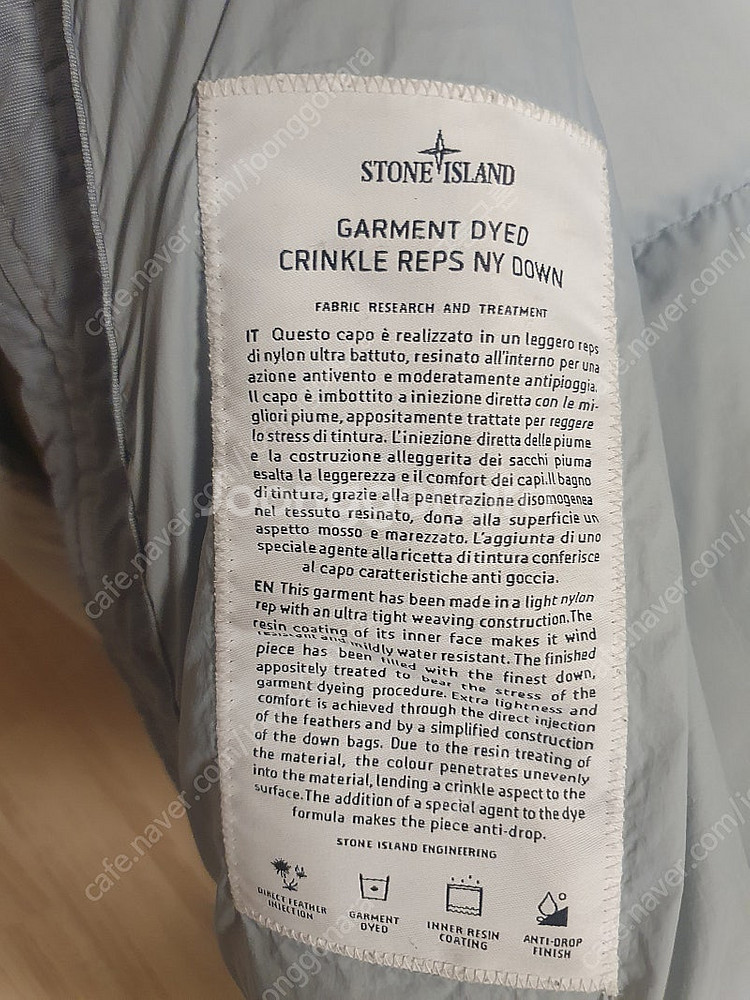 STONE ISLAND
GARMENT DYED
CRINKLE REPS NY DOWN
FABRIC RESEARCH AND TREATMENT
IT Questo capo è realizzato in un leggero reps
di nylon ultra battuto, resinato all'interno per una
azione antivento e moderatamente antipioggia.
Il capo è imbottito a iniezione diretta con le mi-
gliori piume, appositamente trattate per reggere
lo stress di tintura. L'iniezione diretta delle piume
e la costruzione alleggerita dei sacchi piuma
esalta la leggerezza e il comfort dei capi.Il bagno
di tintura, grazie alla penetrazione disomogenea
nel tessuto resinato, dona alla superficie un
aspetto mosso e marezzato. L'aggiunta di uno
speciale agente alla ricetta di tintura conferisce
al capo caratteristiche anti goccia.
EN This garment has been made in a light nylon
rep with an ultra tight weaving construction.The
resin coating of its inner face makes it wind
resistant and mildly water resistant. The finished
piece has been filled with the finest down,
appositely treated to bear the stress of the
garment dyeing procedure. Extra lightness and
comfort is achieved through the direct injection
of the feathers and by a simplified construction
of the down bags. Due to the resin treating of
the material, the colour penetrates unevenly
into the material, lending a crinkle aspect to the
surface.The addition of a special agent to the dye
formula makes the piece anti-drop.
STONE ISLAND ENGINEERING
DIRECT FEATHER
INJECTION
GARMENT
DYED
INNER RESIN
COATING
ANTI-DROP
FINISH
cafe.naver.com/joonggonara